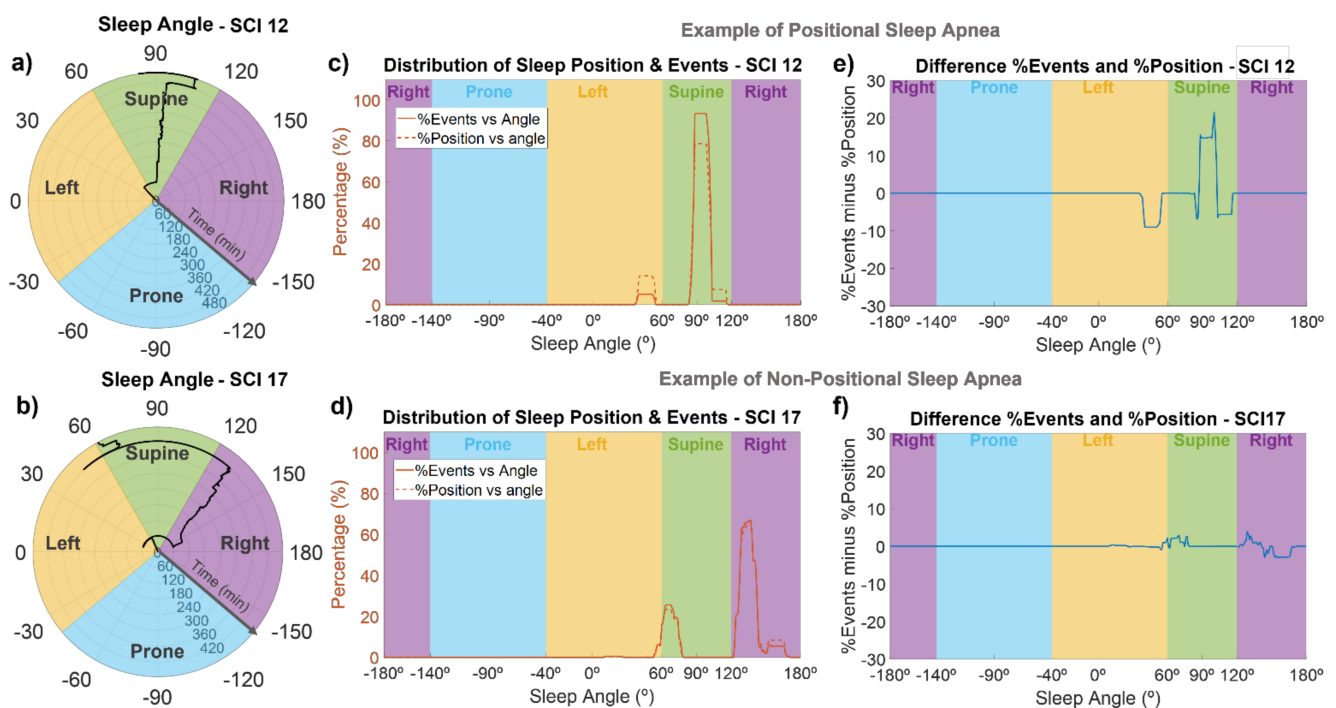 Sleep Angle - SCI 12
a)
90
60
120
30
Supine
150
Left
Right
0
180
0
60
120
180
240
300
360
420
480
Time (min)
-30
Prone
-150
-60
-120
-90
Example of Positional Sleep Apnea
c)
Distribution of Sleep Position & Events - SCI 12
Right
Prone
Left
Supine
Right
%Events vs Angle
%Position vs angle
Percentage (%)
100
80
60
40
20
0
-180º
-140º
-90º
-40º
0º
60º
90º
120º
180º
Sleep Angle (º)
e)
Difference %Events and %Position - SCI 12
Right
Prone
Left
Supine
Right
%Events minus %Position
30
20
10
0
-10
-20
-30
-180º
-140º
-90º
-40º
0º
60º
90º
120º
180º
Sleep Angle (º)
Sleep Angle - SCI 17
b)
90
60
120
30
Supine
150
Left
Right
0
180
0
60
120
180
240
300
360
420
Time (min)
-30
Prone
-150
-60
-120
-90
Example of Non-Positional Sleep Apnea
d)
Distribution of Sleep Position & Events - SCI 17
Right
Prone
Left
Supine
Right
%Events vs Angle
%Position vs angle
Percentage (%)
100
80
60
40
20
0
-180º
-140º
-90º
-40º
0º
60º
90º
120º
180º
Sleep Angle (º)
f)
Difference %Events and %Position - SCI17
Right
Prone
Left
Supine
Right
%Events minus %Position
30
20
10
0
-10
-20
-30
-180º
-140º
-90º
-40º
0º
60º
90º
120º
180º
Sleep Angle (º)